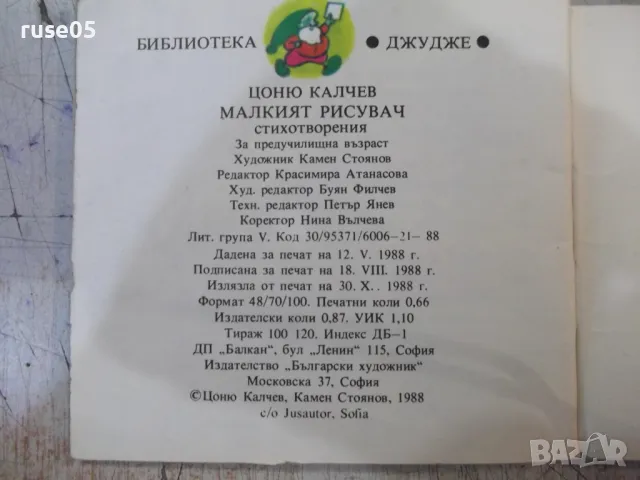 ruse05
БИБЛИОТЕКА ● ДЖУДЖЕ ●
ЦОНЮ КАЛЧЕВ
МАЛКИЯТ РИСУВАЧ
стихотворения
За предучилищна възраст
Художник Камен Стоянов
Редактор Красимира Атанасова
Худ. редактор Буян Филчев
Техн. редактор Петър Янев
Коректор Нина Вълчева
Лит. група V. Код 30/95371/6006–21– 88
Дадена за печат на 12. V. 1988 г.
Подписана за печат на 18. VIII. 1988 г.
Излязла от печат на 30. X.. 1988 г.
Формат 48/70/100. Печатни коли 0,66
Издателски коли 0,87. УИК 1,10
Тираж 100 120. Индекс ДБ–1
ДП „Балкан”, бул „Ленин” 115, София
Издателство „Български художник”
Московска 37, София
©Цоню Калчев, Камен Стоянов, 1988
c/o Jusautor, Sofia
BAZAR
bg